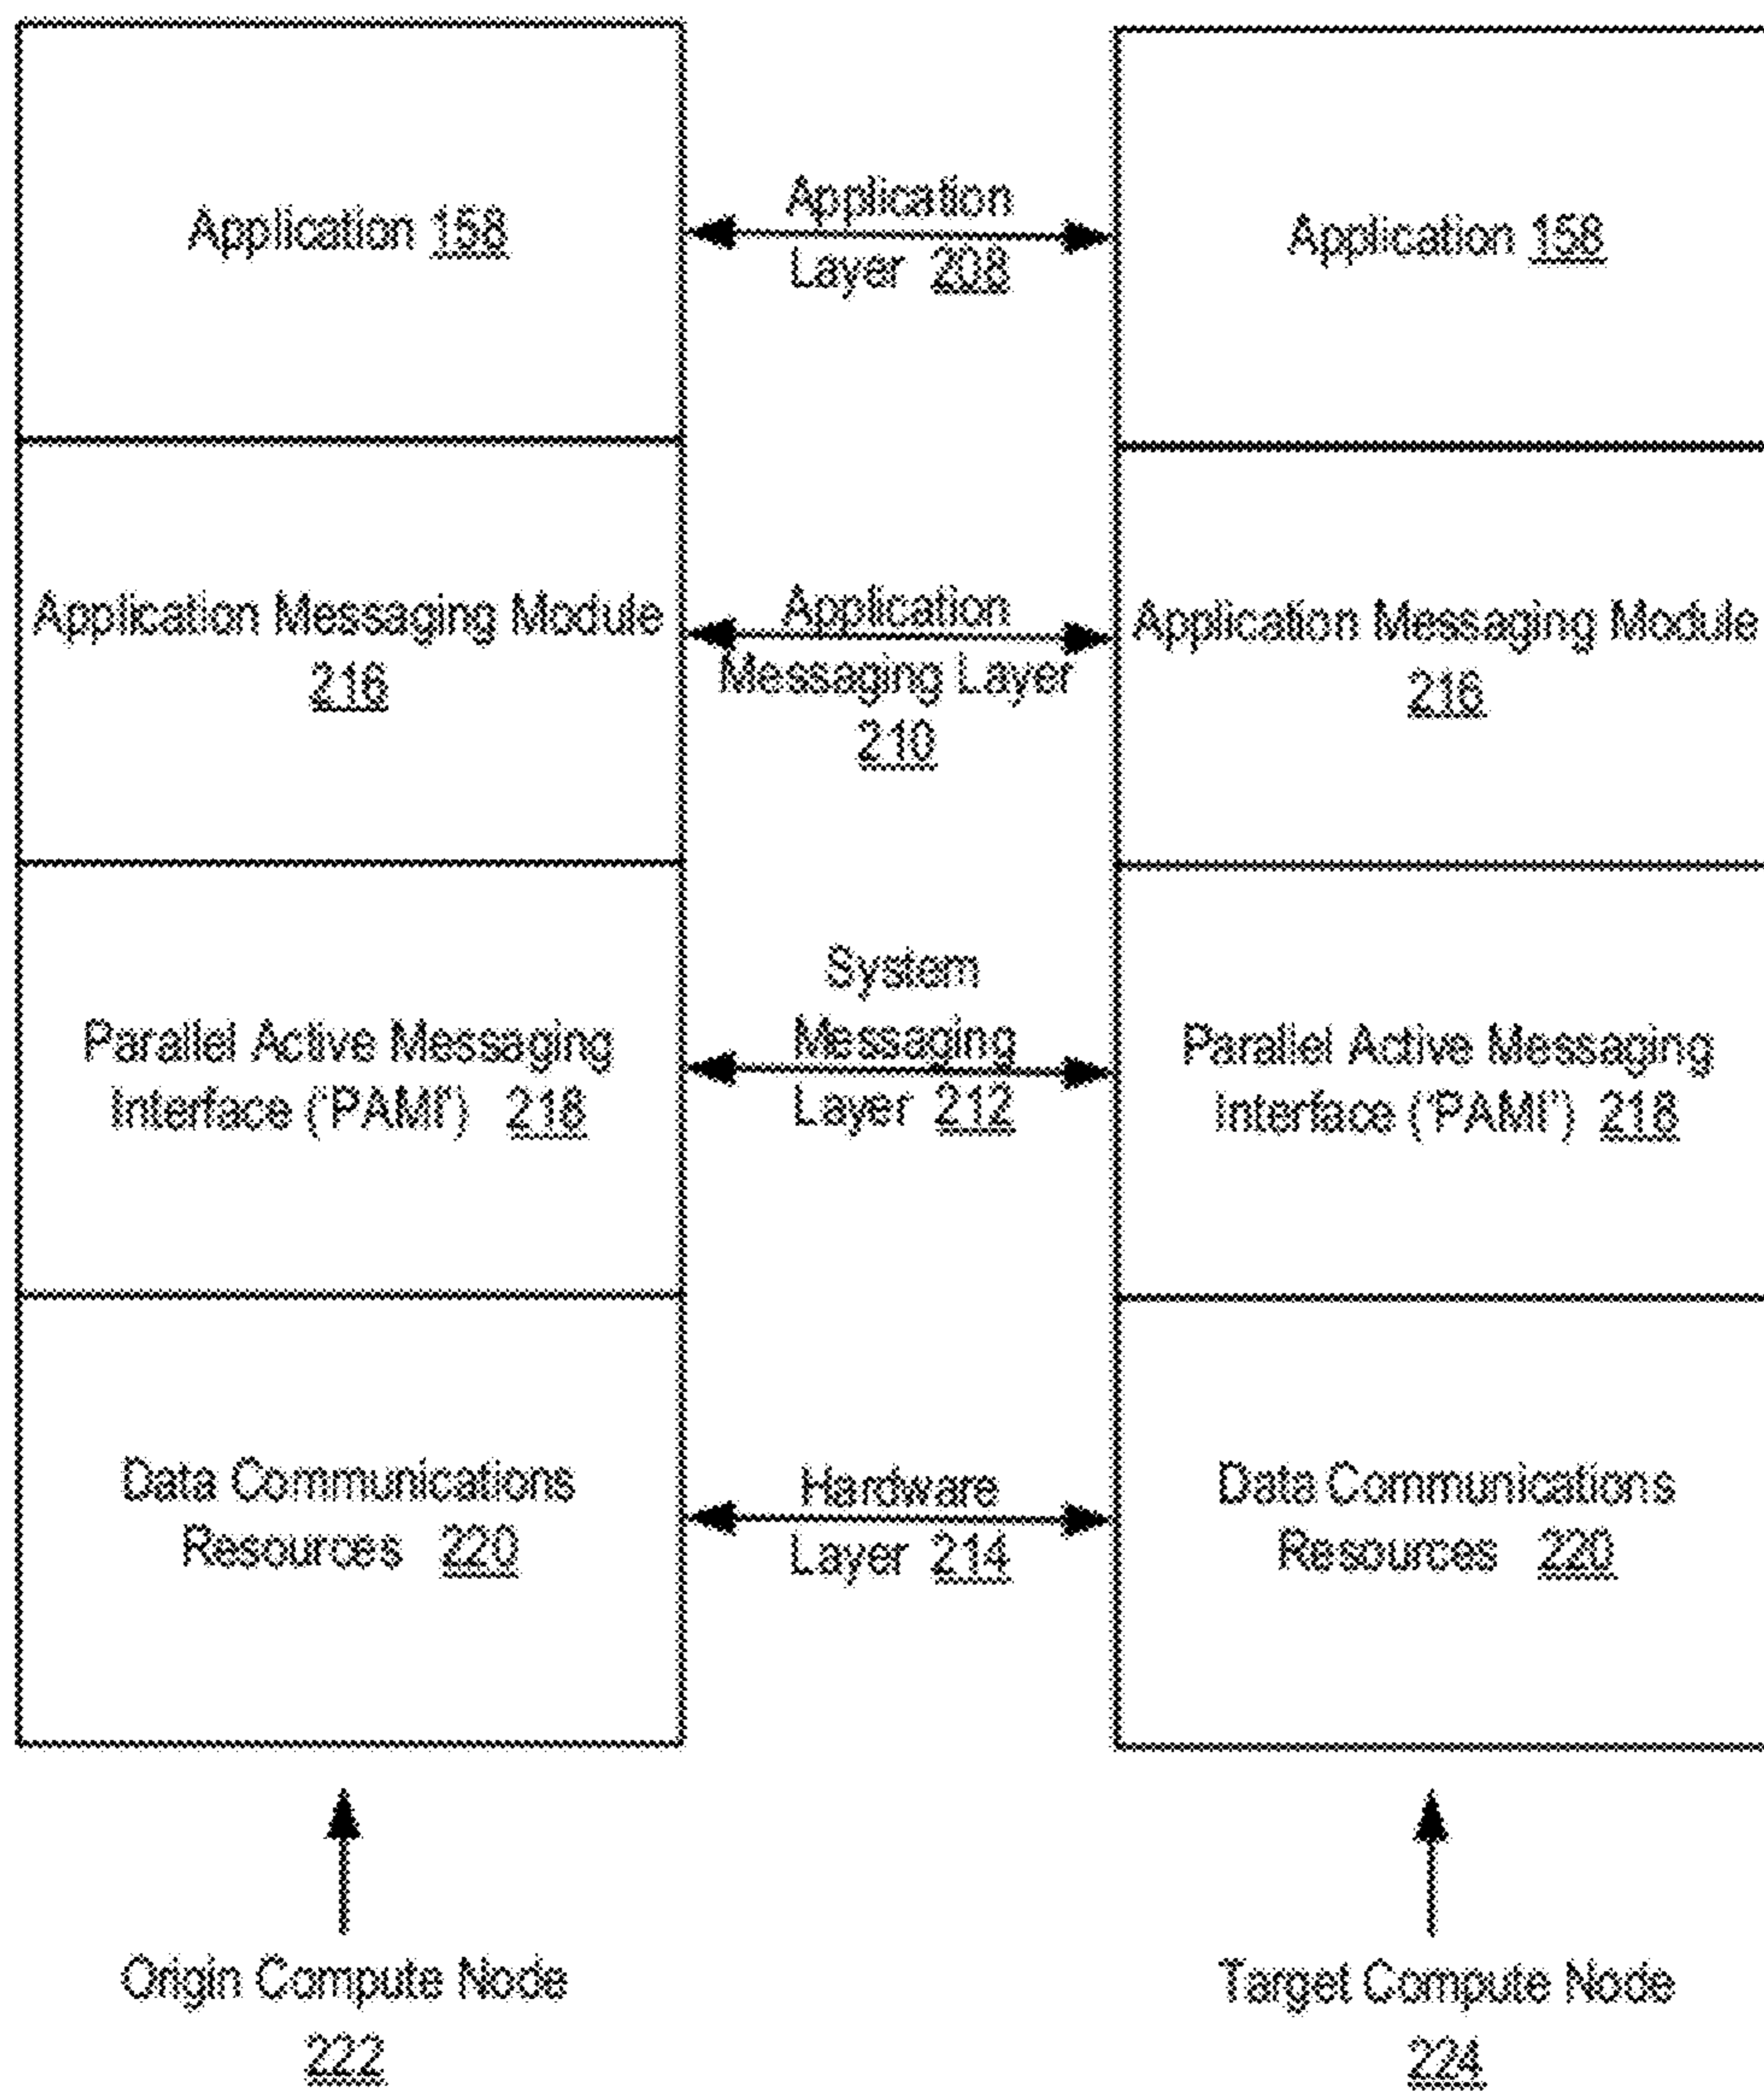 Application 158
Application
Layer 208
Application 158
Application Messaging Module
216
Application
Messaging Layer
210
Application Messaging Module
216
Parallel Active Messaging
Interface ('PAMI') 218
System
Messaging
Layer 212
Parallel Active Messaging
Interface ('PAMI') 218
Data Communications
Resources 220
Hardware
Layer 214
Data Communications
Resources 220
Origin Compute Node
222
Target Compute Node
224